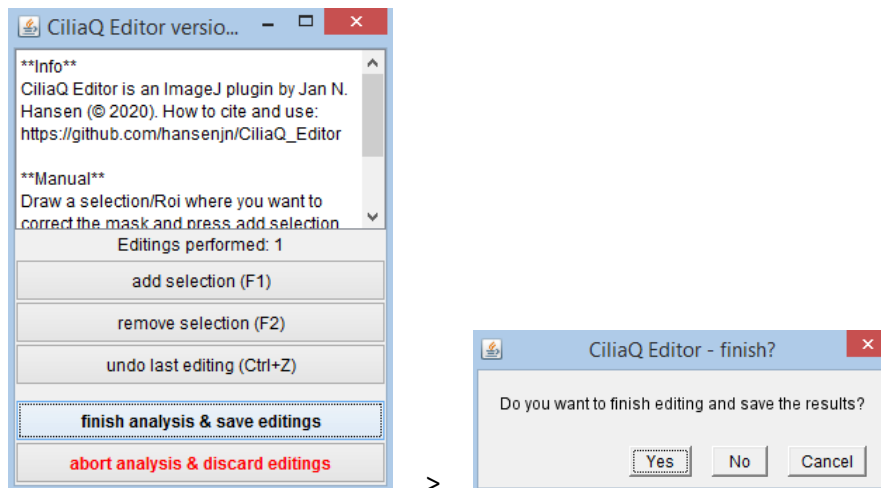 CiliaQ Editor versio...
**Info**
CiliaQ Editor is an ImageJ plugin by Jan N.
Hansen (© 2020). How to cite and use:
https://github.com/hansenjn/CiliaQ_Editor
**Manual**
Draw a selection/Roi where you want to
correct the mask and press add selection
Editings performed: 1
add selection (F1)
remove selection (F2)
undo last editing (Ctrl+Z)
finish analysis & save editings
abort analysis & discard editings
>
CiliaQ Editor - finish?
Do you want to finish editing and save the results?
Yes No Cancel